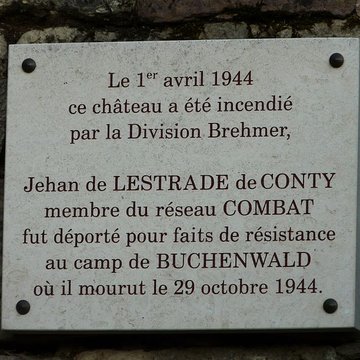 Le 1er avril 1944
ce château a été incendié
par la Division Brehmer,
Jehan de LESTRADE de CONTY
membre du réseau COMBAT
fut déporté pour faits de résistance
au camp de BUCHENWALD
où il mourut le 29 octobre 1944.